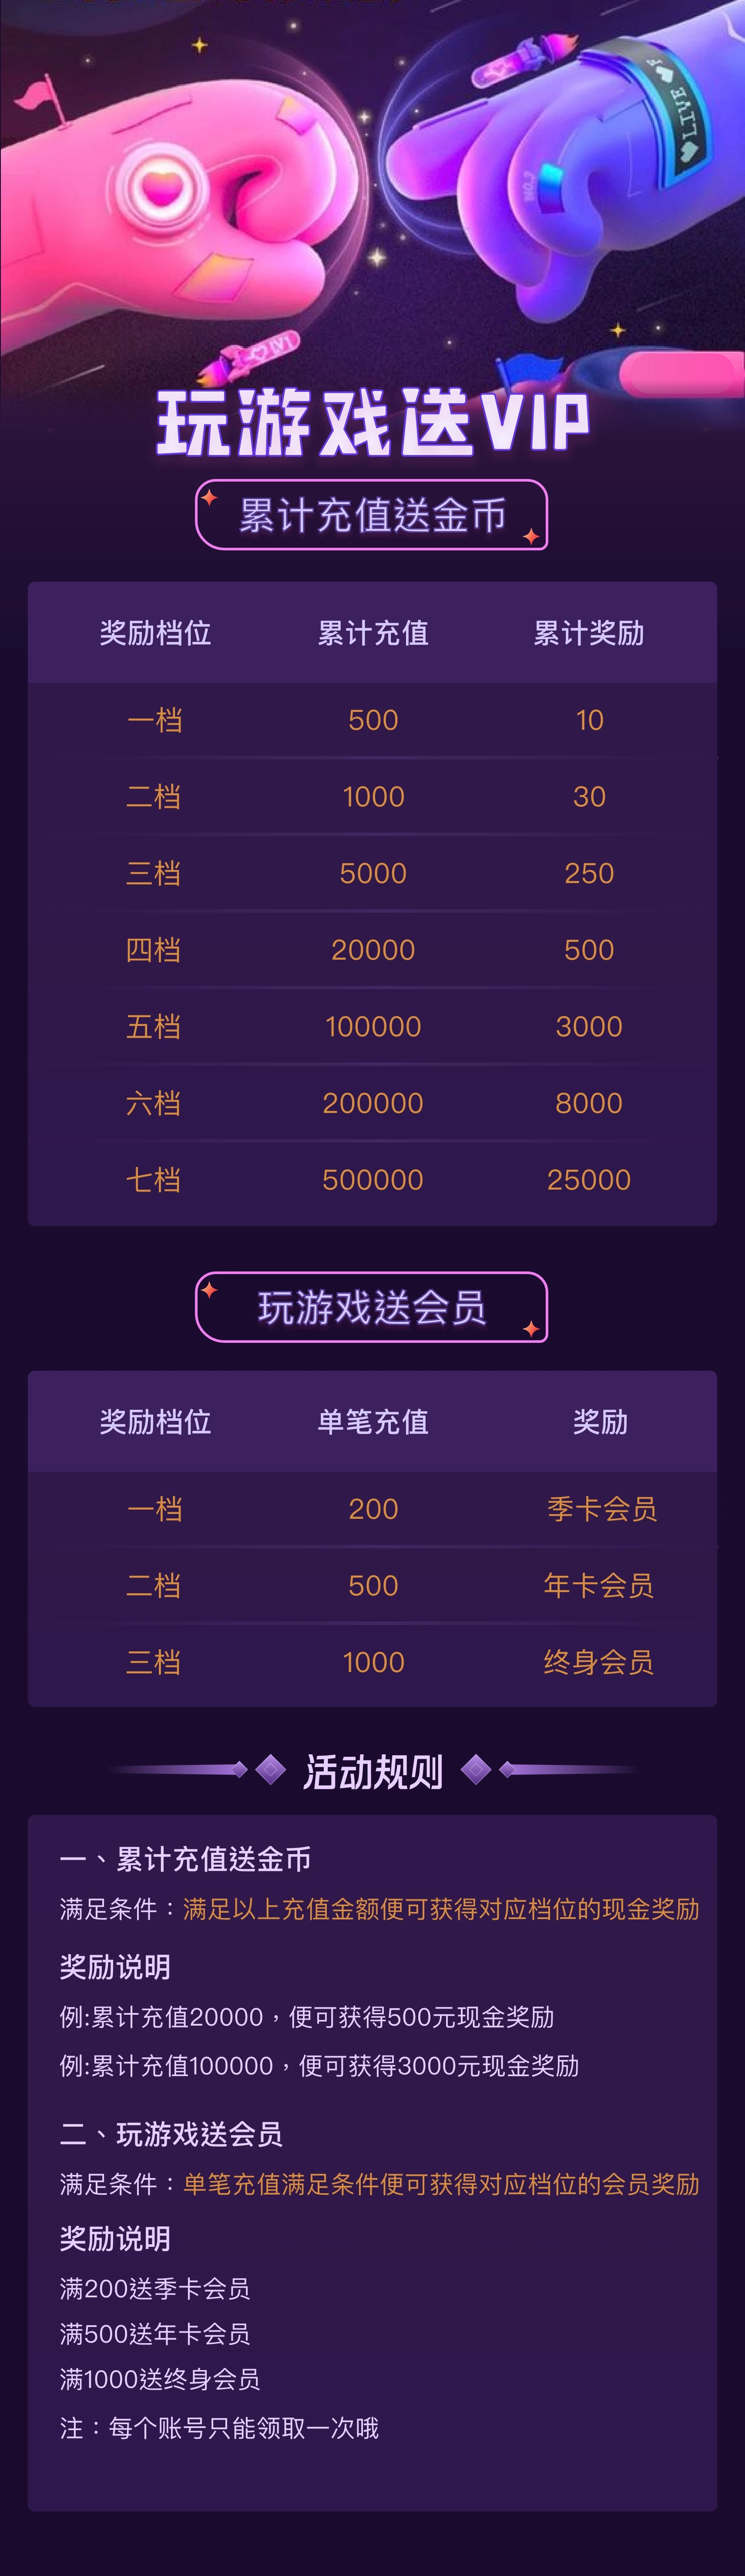 LIVE
NO.7
LV1
玩游戏送VIP
累计充值送金币
奖励档位 累计充值 累计奖励
一档 500 10
二档 1000 30
三档 5000 250
四档 20000 500
五档 100000 3000
六档 200000 8000
七档 500000 25000
玩游戏送会员
奖励档位 单笔充值 奖励
一档 200 季卡会员
二档 500 年卡会员
三档 1000 终身会员
活动规则
一、累计充值送金币
满足条件：满足以上充值金额便可获得对应档位的现金奖励
奖励说明
例:累计充值20000，便可获得500元现金奖励
例:累计充值100000，便可获得3000元现金奖励
二、玩游戏送会员
满足条件：单笔充值满足条件便可获得对应档位的会员奖励
奖励说明
满200送季卡会员
满500送年卡会员
满1000送终身会员
注：每个账号只能领取一次哦